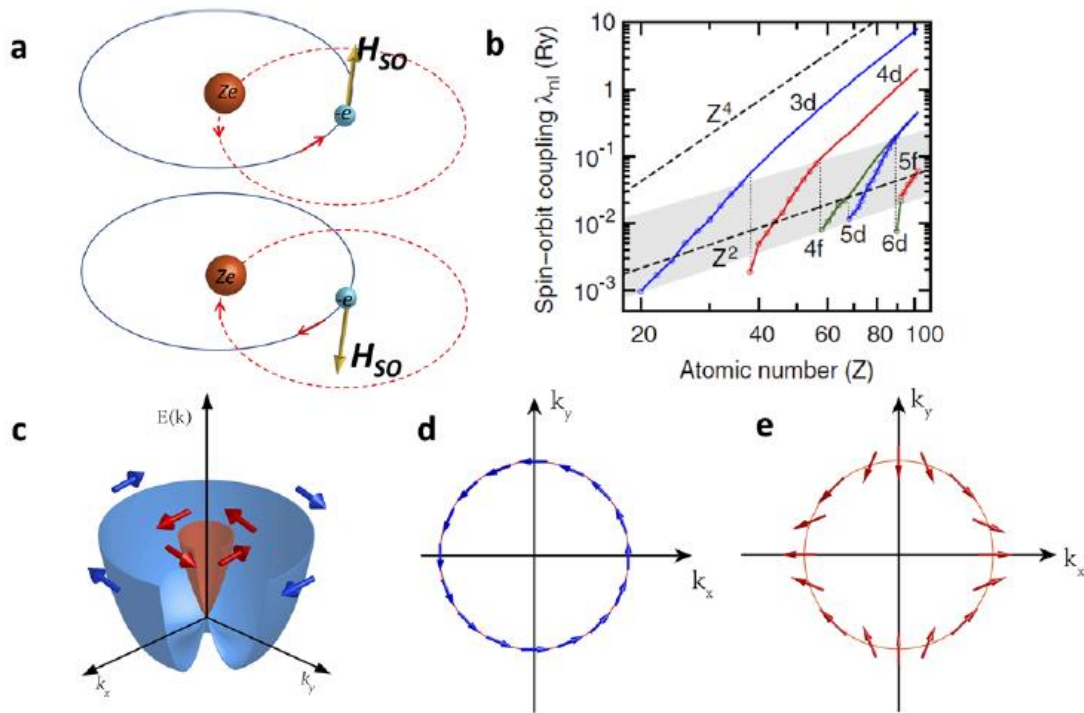 a
Ze
-e
H_SO
Ze
-e
H_SO
b
Spin–orbit coupling λ_nl (Ry)
10
1
10^-1
10^-2
10^-3
Z^4
3d
4d
5f
Z^2
4f
5d
6d
20
40
60
80
100
Atomic number (Z)
c
E(k)
k_x
k_y
d
k_y
k_x
e
k_y
k_x